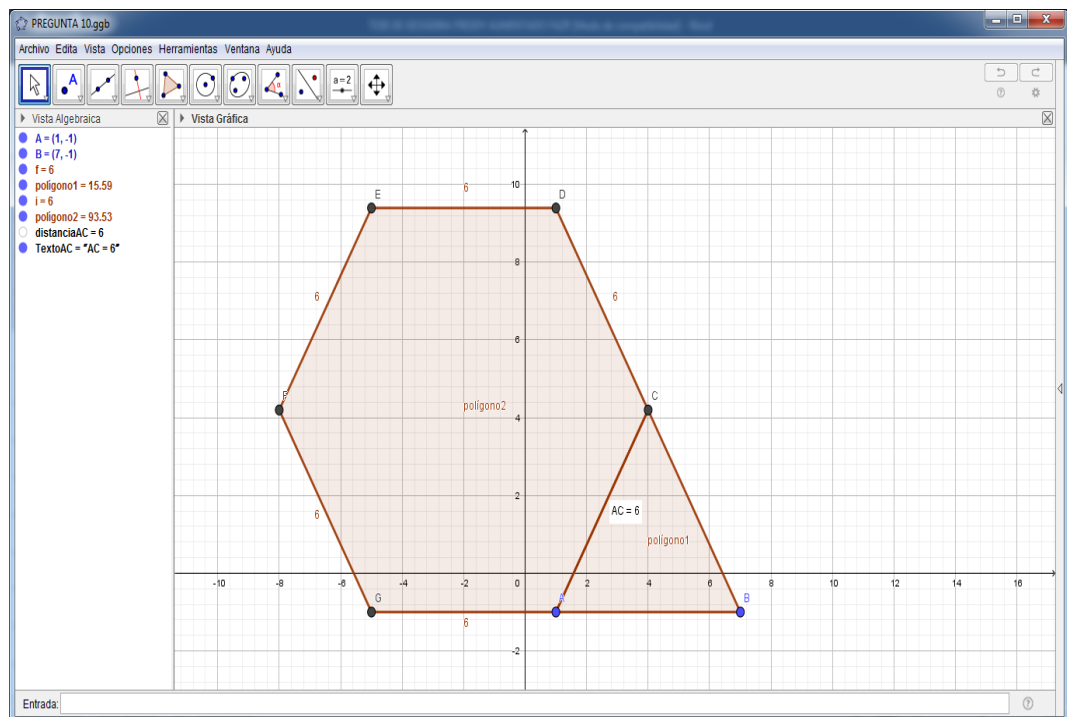 PREGUNTA 10.ggb
Archivo Edita Vista Opciones Herramientas Ventana Ayuda
A
a=2
Vista Algebraica
Vista Gráfica
A = (1, -1)
B = (7, -1)
f = 6
polígono1 = 15.59
i = 6
polígono2 = 93.53
distanciaAC = 6
TextoAC = "AC = 6"
E
6
10
D
8
6
6
6
F
C
polígono2
4
2
6
AC = 6
polígono1
-10
-8
-6
-4
-2
0
2
4
6
8
10
12
14
16
G
A
B
6
-2
Entrada: